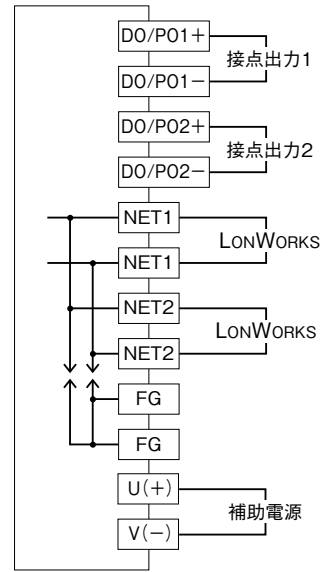 DO/PO1+
接点出力1
DO/PO1−
DO/PO2+
接点出力2
DO/PO2−
NET1
LONWORKS
NET1
NET2
LONWORKS
NET2
FG
FG
U(+)
補助電源
V(−)